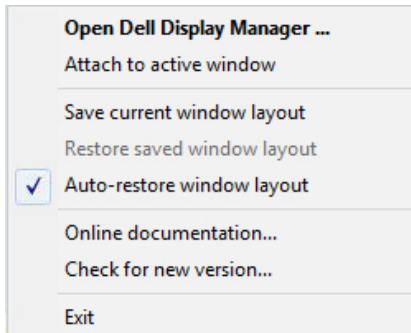 Open Dell Display Manager ...
Attach to active window
Save current window layout
Restore saved window layout
Auto-restore window layout
Online documentation...
Check for new version...
Exit